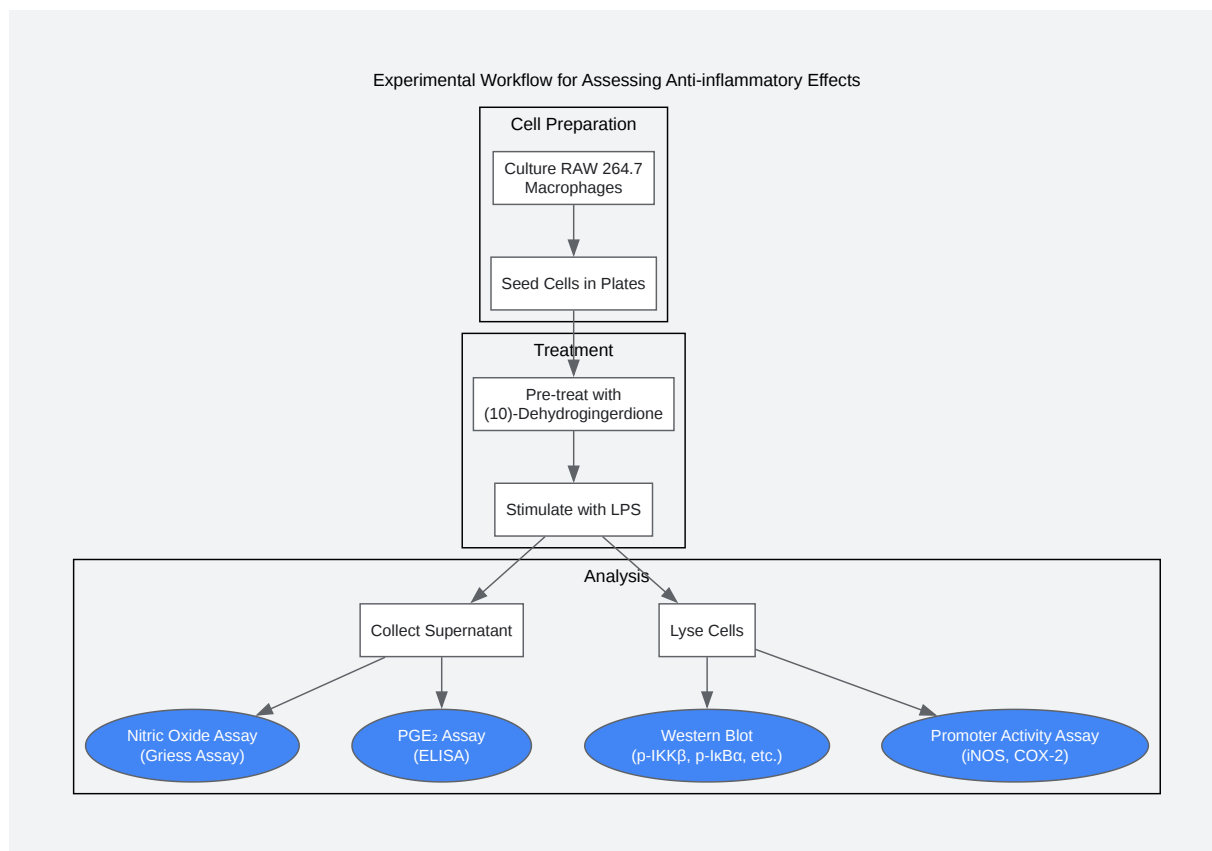 Experimental Workflow for Assessing Anti-inflammatory Effects
Cell Preparation
Culture RAW 264.7
Macrophages
Seed Cells in Plates
Treatment
Pre-treat with
(10)-Dehydrogingerdione
Stimulate with LPS
Analysis
Collect Supernatant
Lyse Cells
Nitric Oxide Assay
(Griess Assay)
PGE₂ Assay
(ELISA)
Western Blot
(p-IKKβ, p-IκBα, etc.)
Promoter Activity Assay
(iNOS, COX-2)